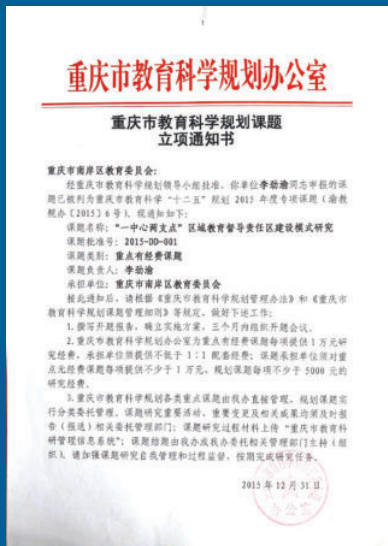 重庆市教育科学规划办公室
重庆市教育科学规划课题
立项通知书
重庆市南岸区教育委员会:
经重庆市教育科学规划领导小组批准,你单位李劲渝同志申报的课
题已被列为重庆市教育科学“十二五”规划 2015 年度专项课题(渝教
规办〔2015〕6 号)。现通知如下:
课题名称:“一中心两支点”区域教育督导责任区建设模式研究
课题批准号:2015-DD-001
课题类别:重点有经费课题
课题负责人:李劲渝
承担单位:重庆市南岸区教育委员会
接此通知后,请根据《重庆市教育科学规划管理办法》和《重庆市
教育科学规划课题管理细则》等规定,做好下述工作:
1.撰写开题报告,确立实施方案,三个月内组织开题会议。
2.重庆市教育科学规划办公室为重点有经费课题每项提供1万元研
究经费。承担单位须提供不低于 1:1 配套经费;课题承担单位须对重
点无经费课题每项提供不少于 1 万元,规划课题每项不少于 5000 元的
研究经费。
3.重庆市教育科学规划各类重点课题由我办直接管理,规划课题实
行分类委托管理。课题研究重要活动、重要变更及相关成果均须及时报
告(报送)相关委托管理部门;课题研究过程材料上传“重庆市教育科
研管理信息系统”;课题结题由我办或我办委托相关管理部门主持(组
织)。请加强课题研究自我管理和过程监督,按期完成研究任务。
2015 年 12 月 31 日
办公室